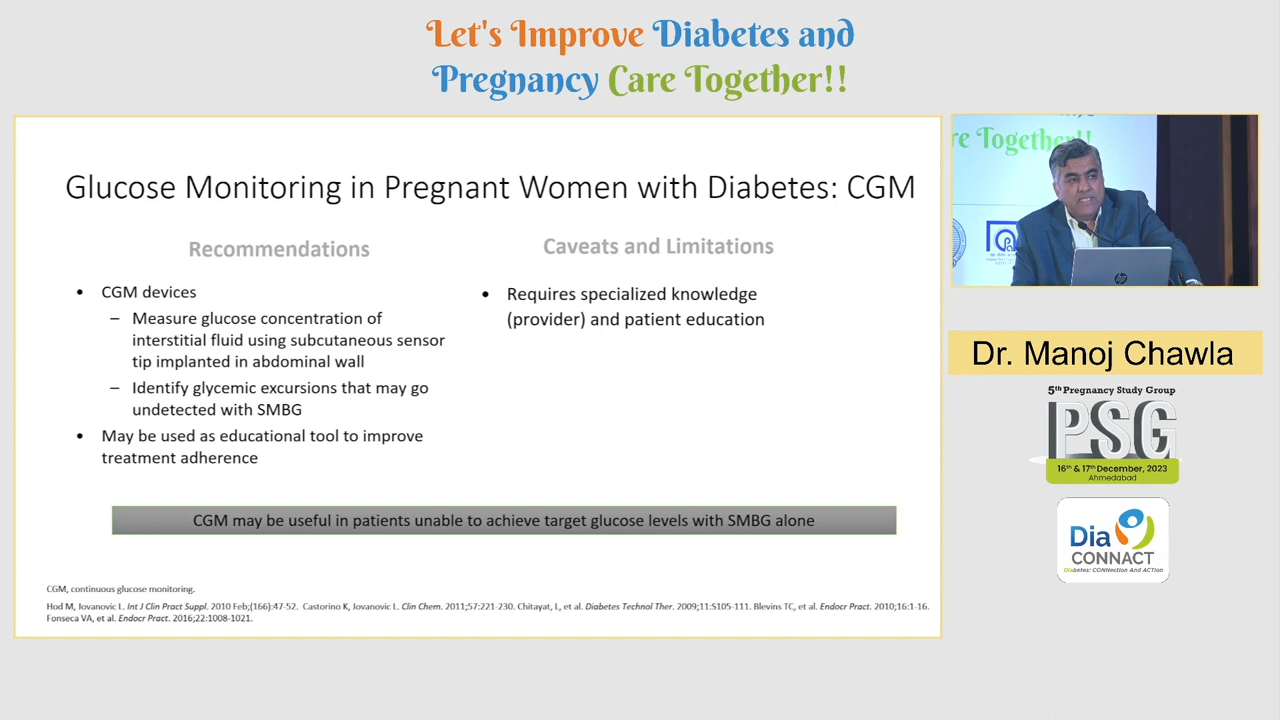 Let's Improve Diabetes and
Pregnancy Care Together!!
Glucose Monitoring in Pregnant Women with Diabetes: CGM
Recommendations
• CGM devices
– Measure glucose concentration of
interstitial fluid using subcutaneous sensor
tip implanted in abdominal wall
– Identify glycemic excursions that may go
undetected with SMBG
• May be used as educational tool to improve
treatment adherence
Caveats and Limitations
• Requires specialized knowledge
(provider) and patient education
CGM may be useful in patients unable to achieve target glucose levels with SMBG alone
CGM, continuous glucose monitoring.
Hod M, Jovanovic L. Int J Clin Pract Suppl. 2010 Feb;(166):47-52. Castorino K, Jovanovic L. Clin Chem. 2011;57:221-230. Chitayat, L, et al. Diabetes Technol Ther. 2009;11:S105-111. Blevins TC, et al. Endocr Pract. 2010;16:1-16.
Fonseca VA, et al. Endocr Pract. 2016;22:1008-1021.
re Together!!
hp
Dr. Manoj Chawla
5th Pregnancy Study Group
PSG
16th & 17th December, 2023
Ahmedabad
Dia
CONNACT
Diabetes: CONNection And ACTion